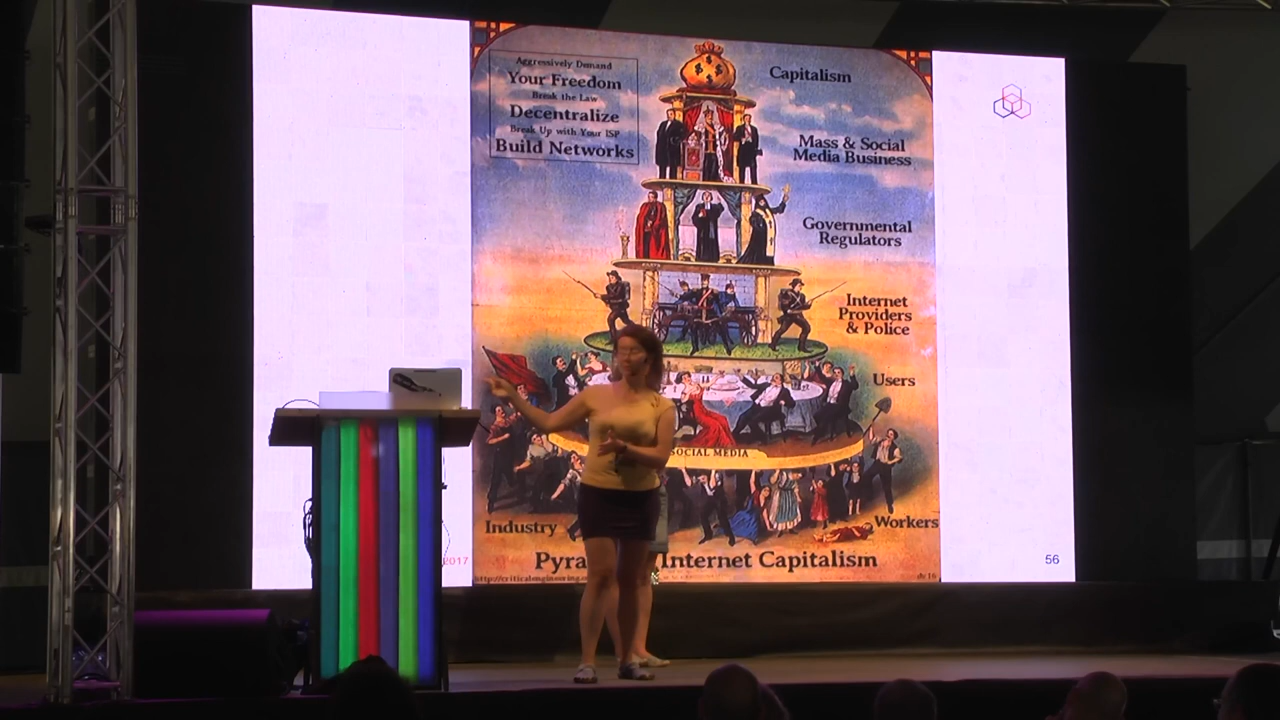 Aggressively Demand
Your Freedom
Break the Law
Decentralize
Break Up with Your ISP
Build Networks
Capitalism
Mass & Social
Media Business
Governmental
Regulators
Internet
Providers
& Police
Users
SOCIAL MEDIA
Industry
Workers
Internet Capitalism
2017
56